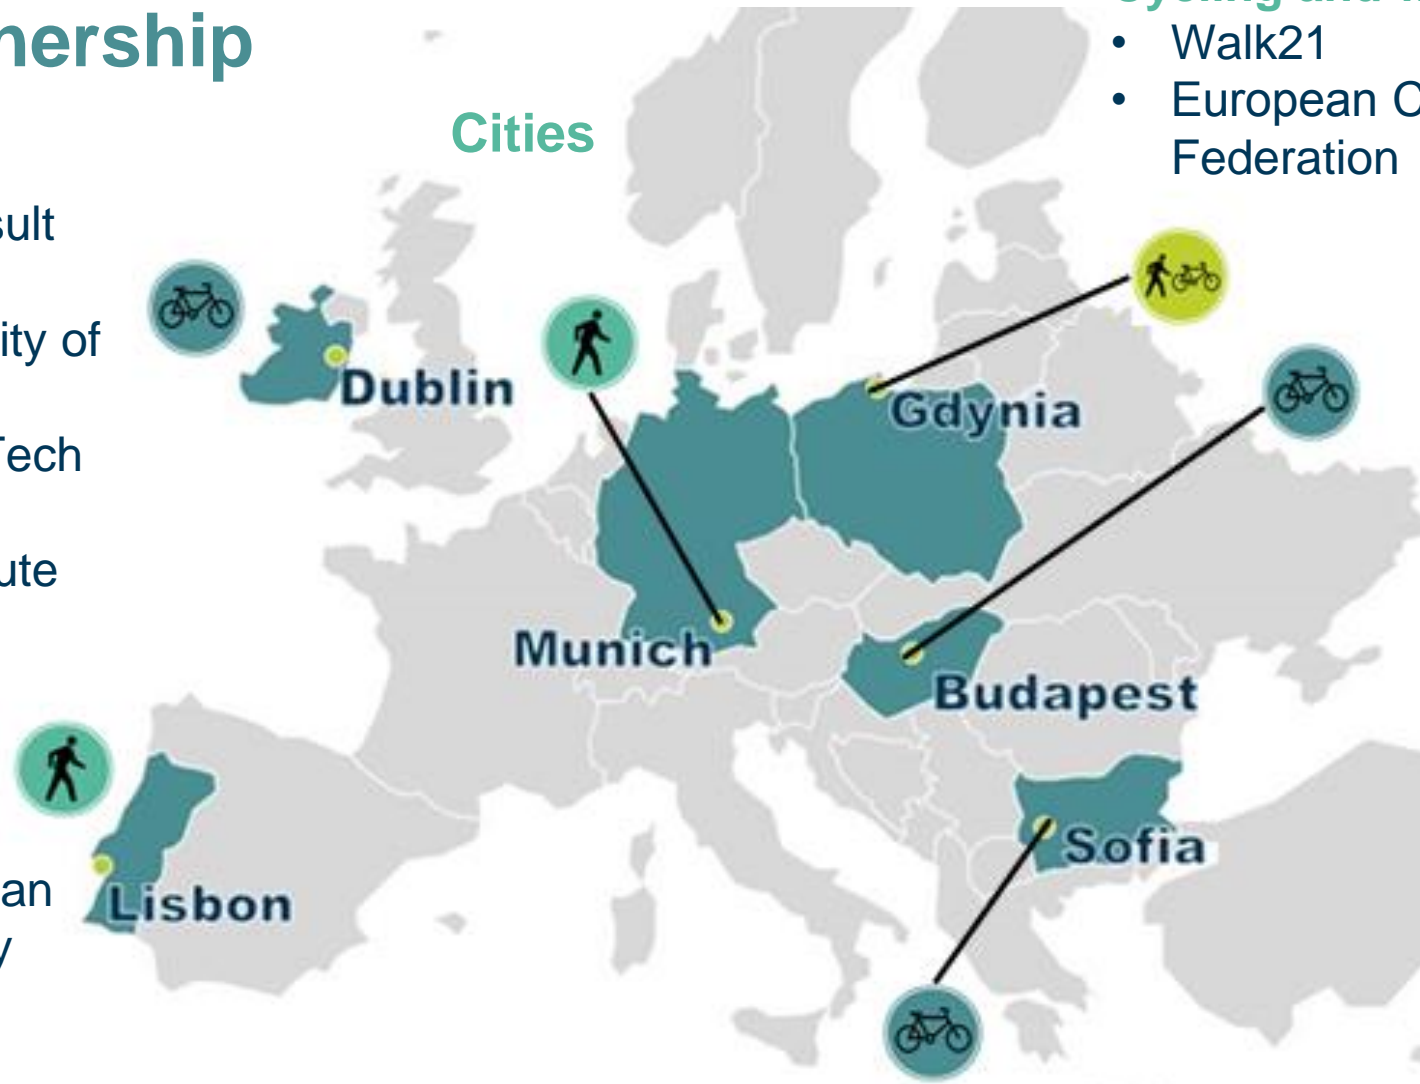 nership
Cities
• Walk21
• European C
Federation
sult
ity of
Tech
ute
an
y
Dublin
Gdynia
Munich
Budapest
Sofia
Lisbon